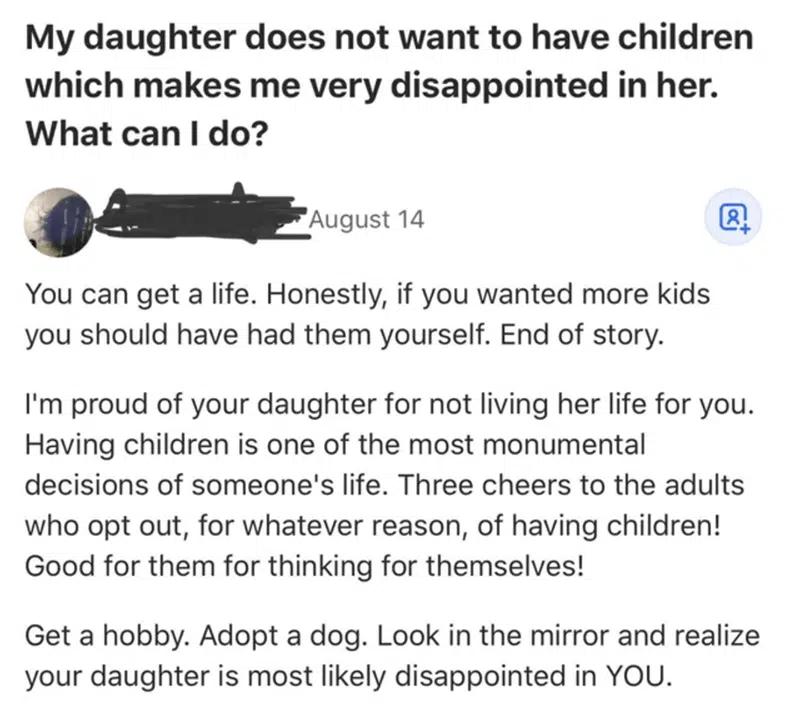 My daughter does not want to have children
which makes me very disappointed in her.
What can I do?
August 14
You can get a life. Honestly, if you wanted more kids
you should have had them yourself. End of story.
I'm proud of your daughter for not living her life for you.
Having children is one of the most monumental
decisions of someone's life. Three cheers to the adults
who opt out, for whatever reason, of having children!
Good for them for thinking for themselves!
Get a hobby. Adopt a dog. Look in the mirror and realize
your daughter is most likely disappointed in YOU.